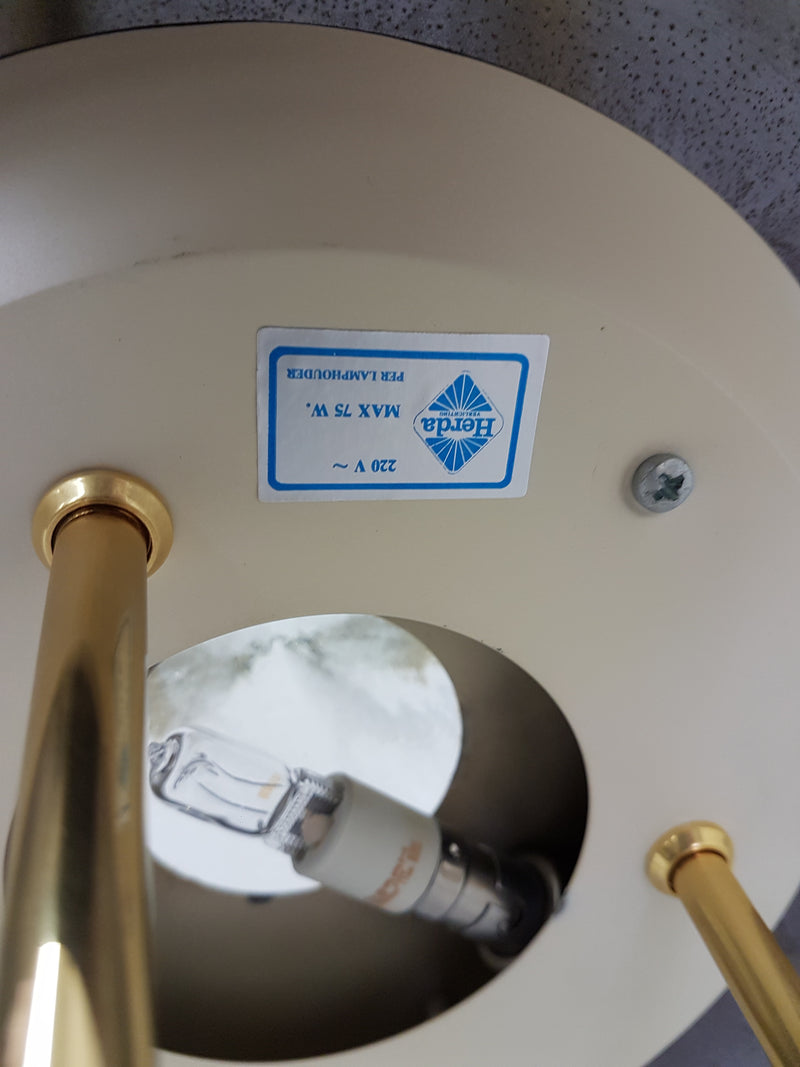 Herda
VERLICHTING
220 V ~
MAX 75 W.
PER LAMPHOUDER